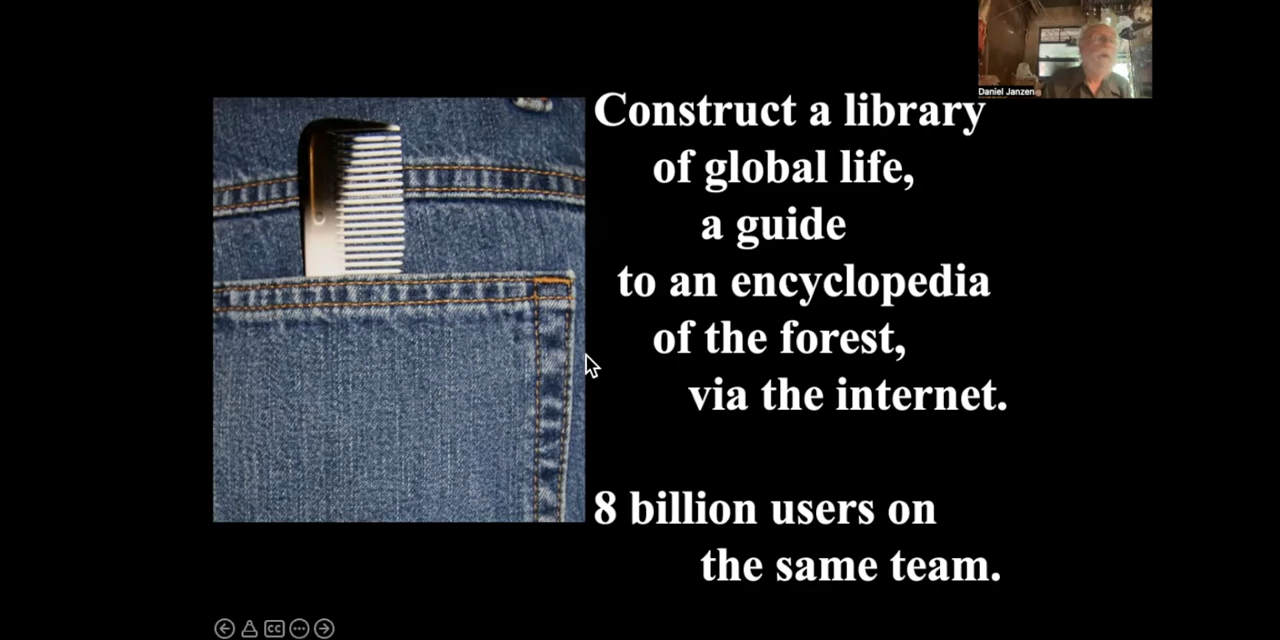 Daniel Janzen
Construct a library
of global life,
a guide
to an encyclopedia
of the forest,
via the internet.
8 billion users on
the same team.
CC